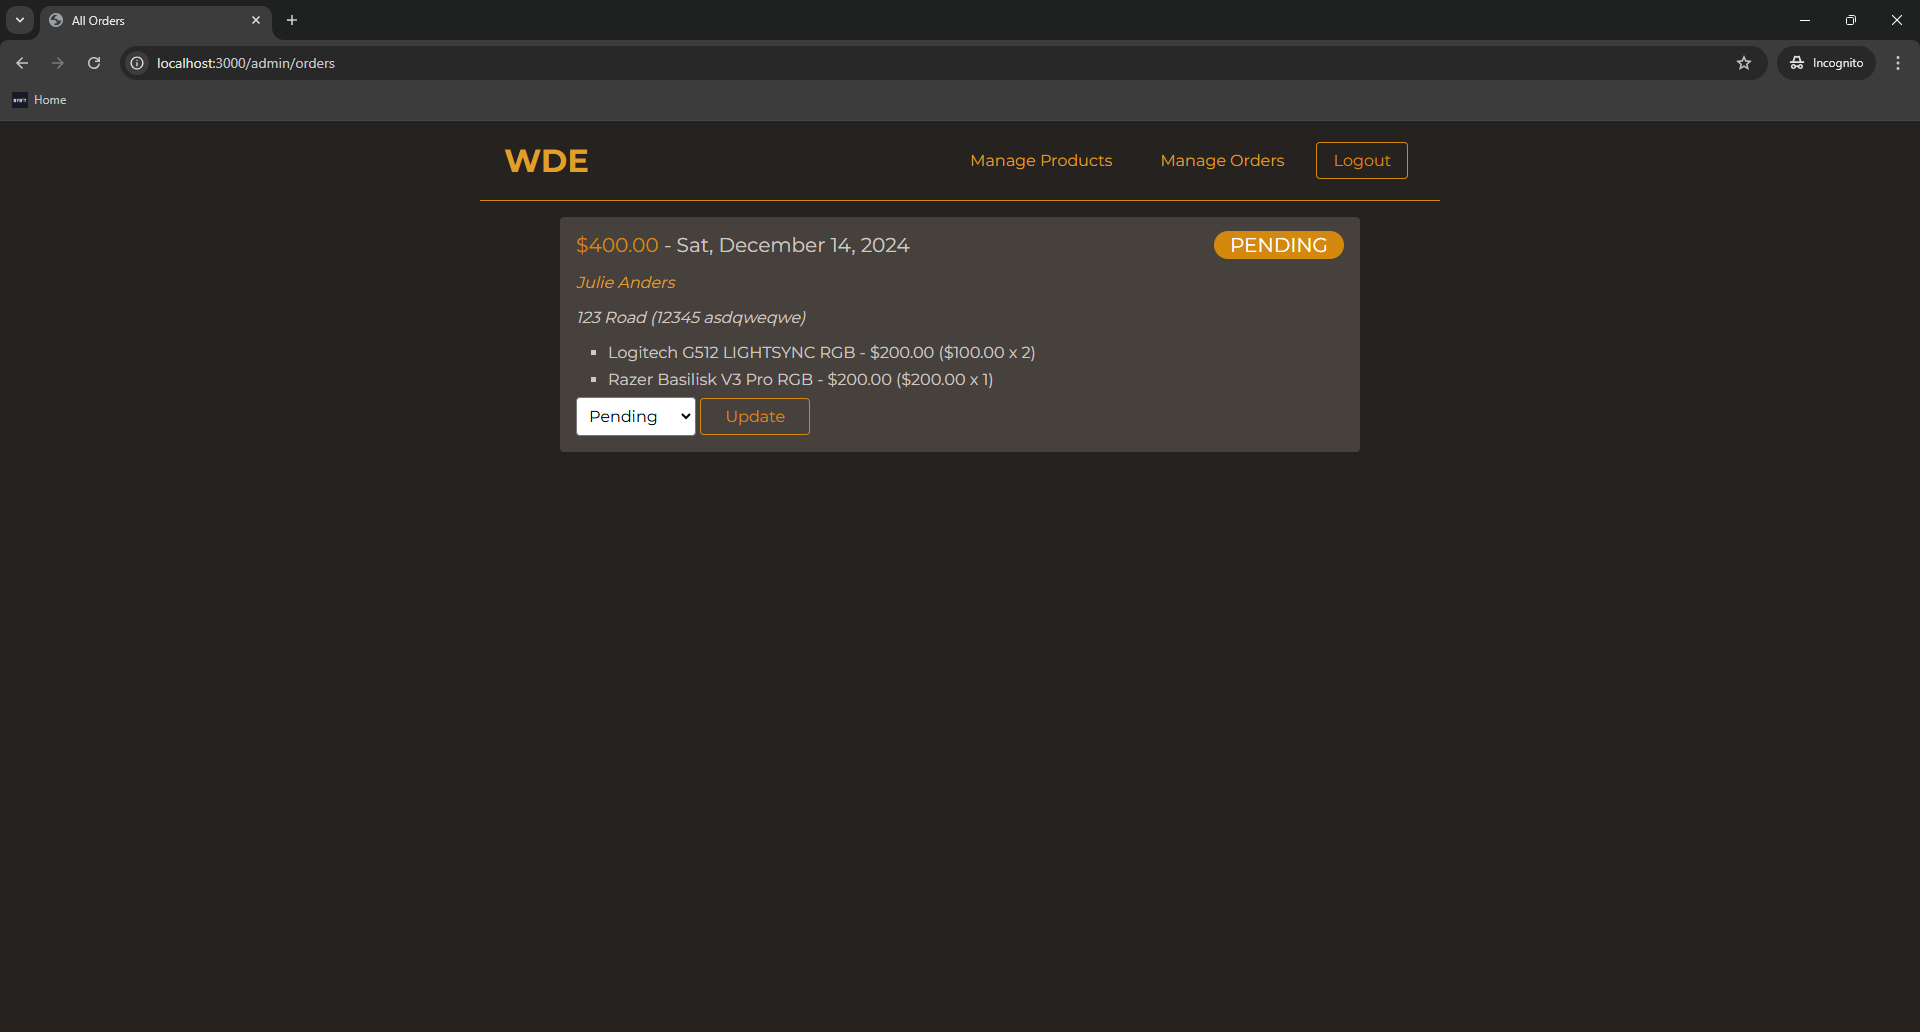 All Orders
localhost:3000/admin/orders
Incognito
Home
WDE
Manage Products
Manage Orders
Logout
$400.00 - Sat, December 14, 2024
PENDING
Julie Anders
123 Road (12345 asdqweqwe)
Logitech G512 LIGHTSYNC RGB - $200.00 ($100.00 x 2)
Razer Basilisk V3 Pro RGB - $200.00 ($200.00 x 1)
Pending
Update